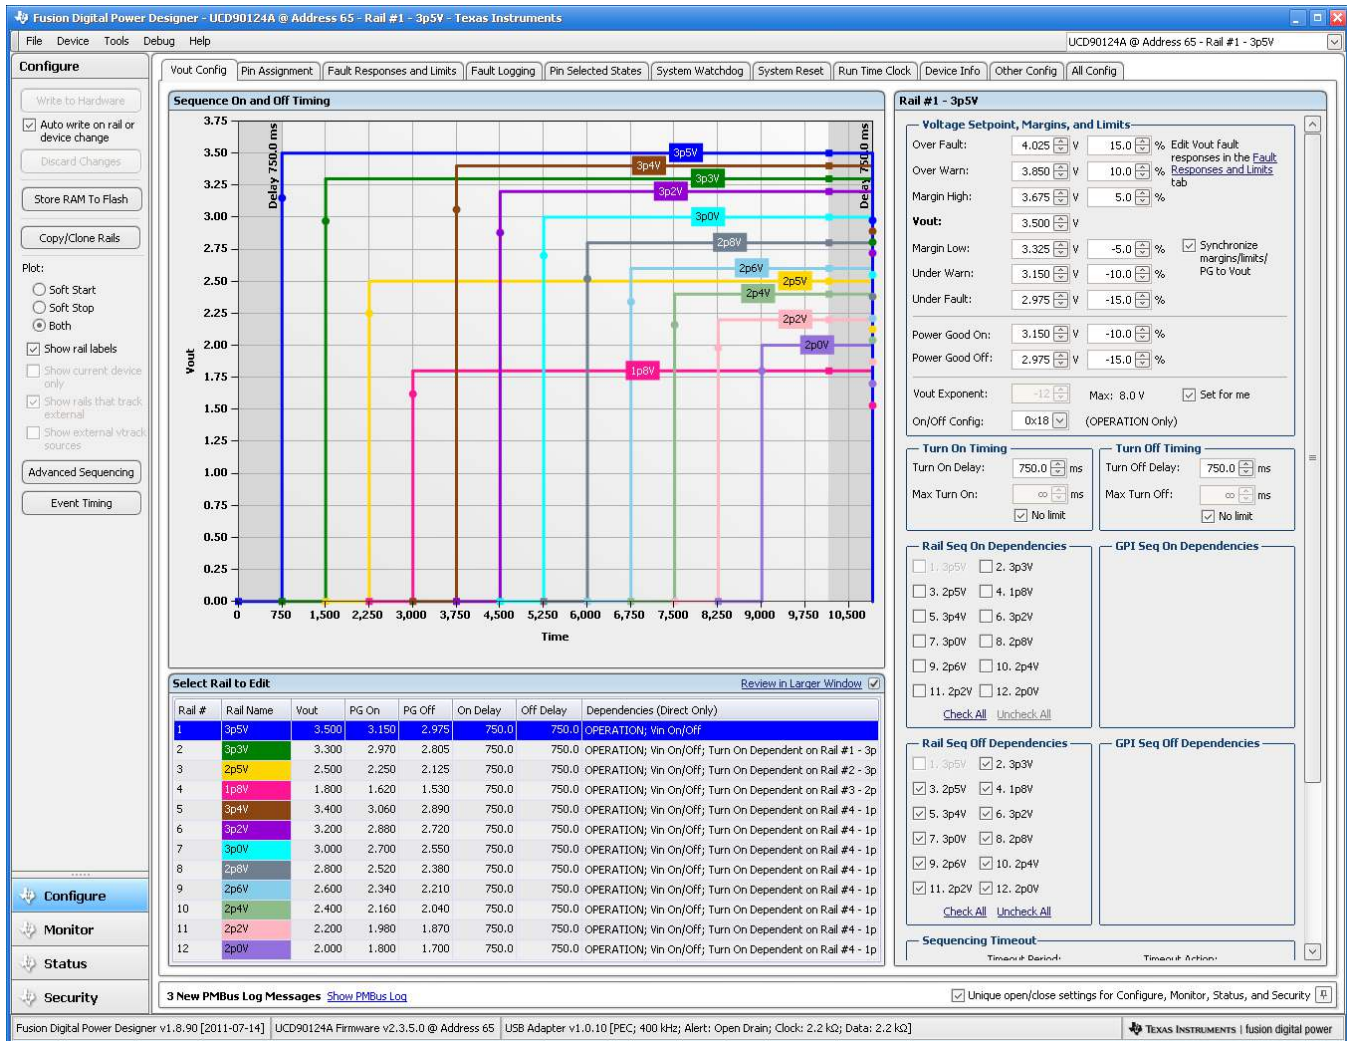 Fusion Digital Power Designer - UCD90124A @ Address 65 - Rail #1 - 3p5V - Texas Instruments
File Device Tools Debug Help
UCD90124A @ Address 65 - Rail #1 - 3p5V
Configure
Write to Hardware
Auto write on rail or
device change
Discard Changes
Store RAM To Flash
Copy/Clone Rails
Plot:
Soft Start
Soft Stop
Both
Show rail labels
Show current device
only
Show rails that track
external
Show external vtrack
sources
Advanced Sequencing
Event Timing
Configure
Monitor
Status
Security
Vout Config Pin Assignment Fault Responses and Limits Fault Logging Pin Selected States System Watchdog System Reset Run Time Clock Device Info Other Config All Config
Sequence On and Off Timing
3.75
3.50
3.25
3.00
2.75
2.50
2.25
2.00
1.75
1.50
1.25
1.00
0.75
0.50
0.25
0.00
Vout
Delay 750.0 ms
Delay 750.0 ms
3p5V
3p4V
3p3V
3p2V
3p0V
2p8V
2p6V
2p5V
2p4V
2p2V
2p0V
1p8V
0 750 1,500 2,250 3,000 3,750 4,500 5,250 6,000 6,750 7,500 8,250 9,000 9,750 10,500
Time
Select Rail to Edit
Review in Larger Window
Rail # Rail Name Vout PG On PG Off On Delay Off Delay Dependencies (Direct Only)
1 3p5V 3.500 3.150 2.975 750.0 750.0 OPERATION; Vin On/Off
2 3p3V 3.300 2.970 2.805 750.0 750.0 OPERATION; Vin On/Off; Turn On Dependent on Rail #1 - 3p
3 2p5V 2.500 2.250 2.125 750.0 750.0 OPERATION; Vin On/Off; Turn On Dependent on Rail #2 - 3p
4 1p8V 1.800 1.620 1.530 750.0 750.0 OPERATION; Vin On/Off; Turn On Dependent on Rail #3 - 2p
5 3p4V 3.400 3.060 2.890 750.0 750.0 OPERATION; Vin On/Off; Turn On Dependent on Rail #4 - 1p
6 3p2V 3.200 2.880 2.720 750.0 750.0 OPERATION; Vin On/Off; Turn On Dependent on Rail #4 - 1p
7 3p0V 3.000 2.700 2.550 750.0 750.0 OPERATION; Vin On/Off; Turn On Dependent on Rail #4 - 1p
8 2p8V 2.800 2.520 2.380 750.0 750.0 OPERATION; Vin On/Off; Turn On Dependent on Rail #4 - 1p
9 2p6V 2.600 2.340 2.210 750.0 750.0 OPERATION; Vin On/Off; Turn On Dependent on Rail #4 - 1p
10 2p4V 2.400 2.160 2.040 750.0 750.0 OPERATION; Vin On/Off; Turn On Dependent on Rail #4 - 1p
11 2p2V 2.200 1.980 1.870 750.0 750.0 OPERATION; Vin On/Off; Turn On Dependent on Rail #4 - 1p
12 2p0V 2.000 1.800 1.700 750.0 750.0 OPERATION; Vin On/Off; Turn On Dependent on Rail #4 - 1p
Rail #1 - 3p5V
Voltage Setpoint, Margins, and Limits
Over Fault: 4.025 V 15.0 % Edit Vout fault
responses in the Fault
Over Warn: 3.850 V 10.0 % Responses and Limits
tab
Margin High: 3.675 V 5.0 %
Vout: 3.500 V
Margin Low: 3.325 V -5.0 % Synchronize
margins/limits/
PG to Vout
Under Warn: 3.150 V -10.0 %
Under Fault: 2.975 V -15.0 %
Power Good On: 3.150 V -10.0 %
Power Good Off: 2.975 V -15.0 %
Vout Exponent: -12 Max: 8.0 V Set for me
On/Off Config: 0x18 (OPERATION Only)
Turn On Timing
Turn On Delay: 750.0 ms
Max Turn On: ∞ ms
No limit
Turn Off Timing
Turn Off Delay: 750.0 ms
Max Turn Off: ∞ ms
No limit
Rail Seq On Dependencies
1. 3p5V 2. 3p3V
3. 2p5V 4. 1p8V
5. 3p4V 6. 3p2V
7. 3p0V 8. 2p8V
9. 2p6V 10. 2p4V
11. 2p2V 12. 2p0V
Check All Uncheck All
GPI Seq On Dependencies
Rail Seq Off Dependencies
1. 3p5V 2. 3p3V
3. 2p5V 4. 1p8V
5. 3p4V 6. 3p2V
7. 3p0V 8. 2p8V
9. 2p6V 10. 2p4V
11. 2p2V 12. 2p0V
Check All Uncheck All
GPI Seq Off Dependencies
Sequencing Timeout
Timeout Period: Timeout Action:
3 New PMBus Log Messages Show PMBus Log
Unique open/close settings for Configure, Monitor, Status, and Security
Fusion Digital Power Designer v1.8.90 [2011-07-14] UCD90124A Firmware v2.3.5.0 @ Address 65 USB Adapter v1.0.10 [PEC; 400 kHz; Alert: Open Drain; Clock: 2.2 kΩ; Data: 2.2 kΩ]
TEXAS INSTRUMENTS | fusion digital power